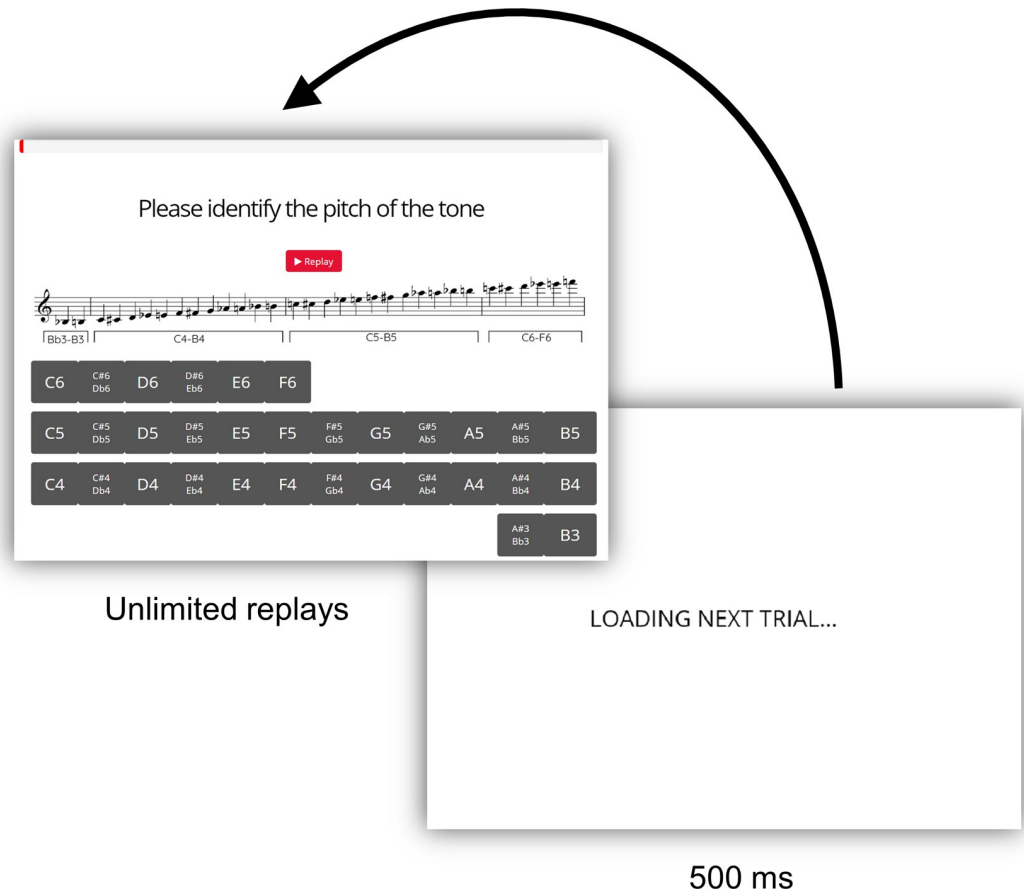 Please identify the pitch of the tone
▶ Replay
Bb3-B3 C4-B4 C5-B5 C6-F6
C6 C#6 Db6 D6 D#6 Eb6 E6 F6
C5 C#5 Db5 D5 D#5 Eb5 E5 F5 F#5 Gb5 G5 G#5 Ab5 A5 A#5 Bb5 B5
C4 C#4 Db4 D4 D#4 Eb4 E4 F4 F#4 Gb4 G4 G#4 Ab4 A4 A#4 Bb4 B4
A#3 Bb3 B3
Unlimited replays
LOADING NEXT TRIAL...
500 ms